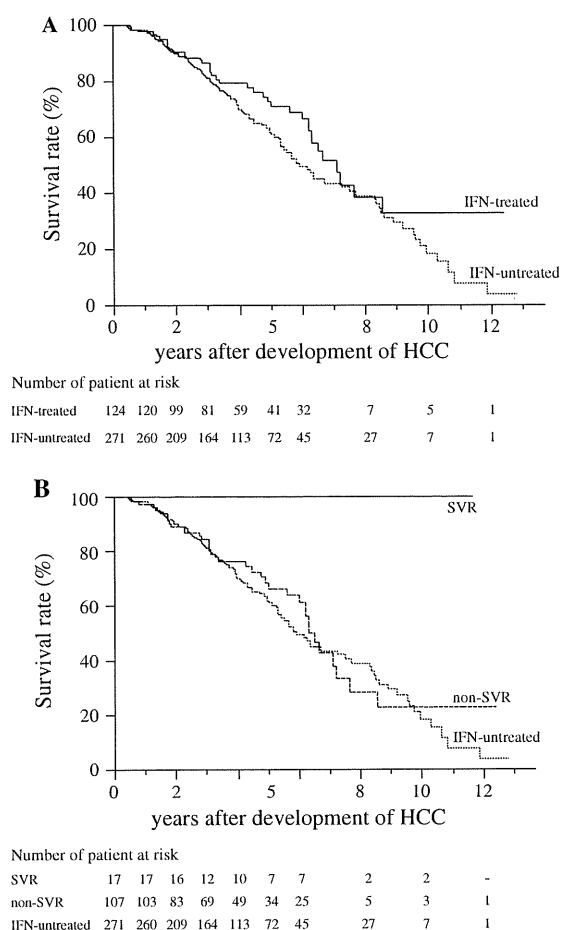 A
Survival rate (%)
100
80
60
40
20
0
IFN-treated
IFN-untreated
0 2 5 8 10 12
years after development of HCC
Number of patient at risk
IFN-treated 124 120 99 81 59 41 32 7 5 1
IFN-untreated 271 260 209 164 113 72 45 27 7 1
B
Survival rate (%)
100
80
60
40
20
0
SVR
non-SVR
IFN-untreated
0 2 5 8 10 12
years after development of HCC
Number of patient at risk
SVR 17 17 16 12 10 7 7 2 2 -
non-SVR 107 103 83 69 49 34 25 5 3 1
IFN-untreated 271 260 209 164 113 72 45 27 7 1